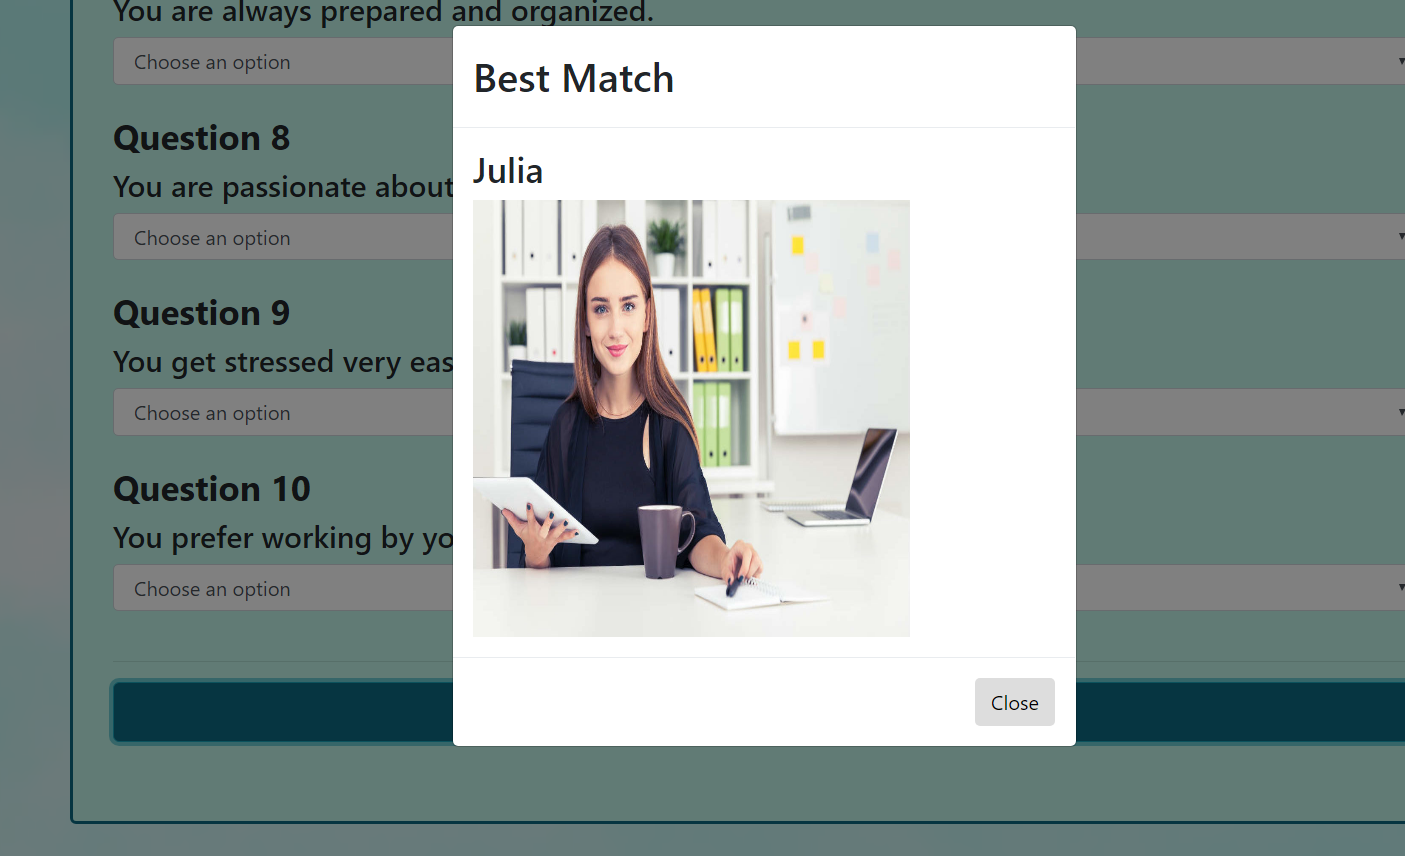 You are always prepared and organized.
Choose an option
Question 8
You are passionate about
Choose an option
Question 9
You get stressed very eas
Choose an option
Question 10
You prefer working by yo
Choose an option
Best Match
Julia
Close